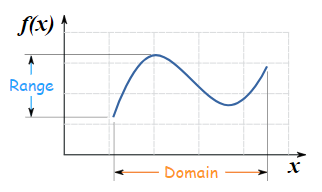 f(x)
Range
Domain
x